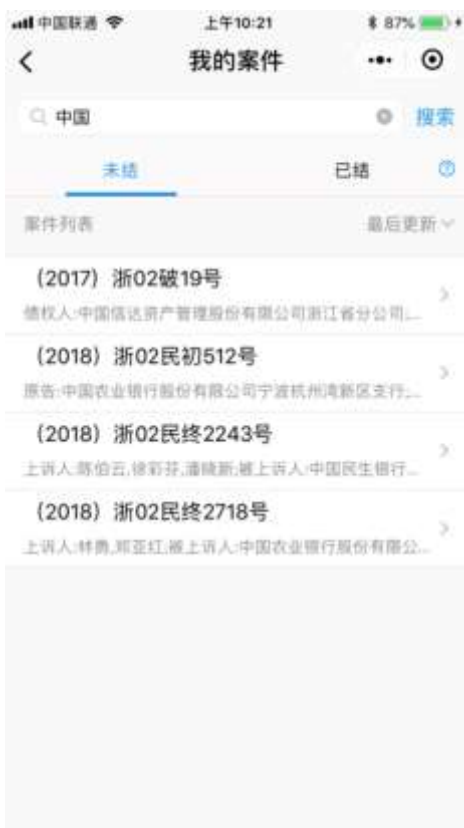 中国联通 上午10:21 87%
我的案件
中国 搜索
未结 已结
案件列表 最后更新
（2017）浙02破19号
债权人:中国信达资产管理股份有限公司浙江省分公司;...
（2018）浙02民初512号
原告:中国农业银行股份有限公司宁波杭州湾新区支行;...
（2018）浙02民终2243号
上诉人:陈伯云,徐彩芬,潘晓新;被上诉人:中国民生银行...
（2018）浙02民终2718号
上诉人:林勇,郑亚红,被上诉人:中国农业银行股份有限公...